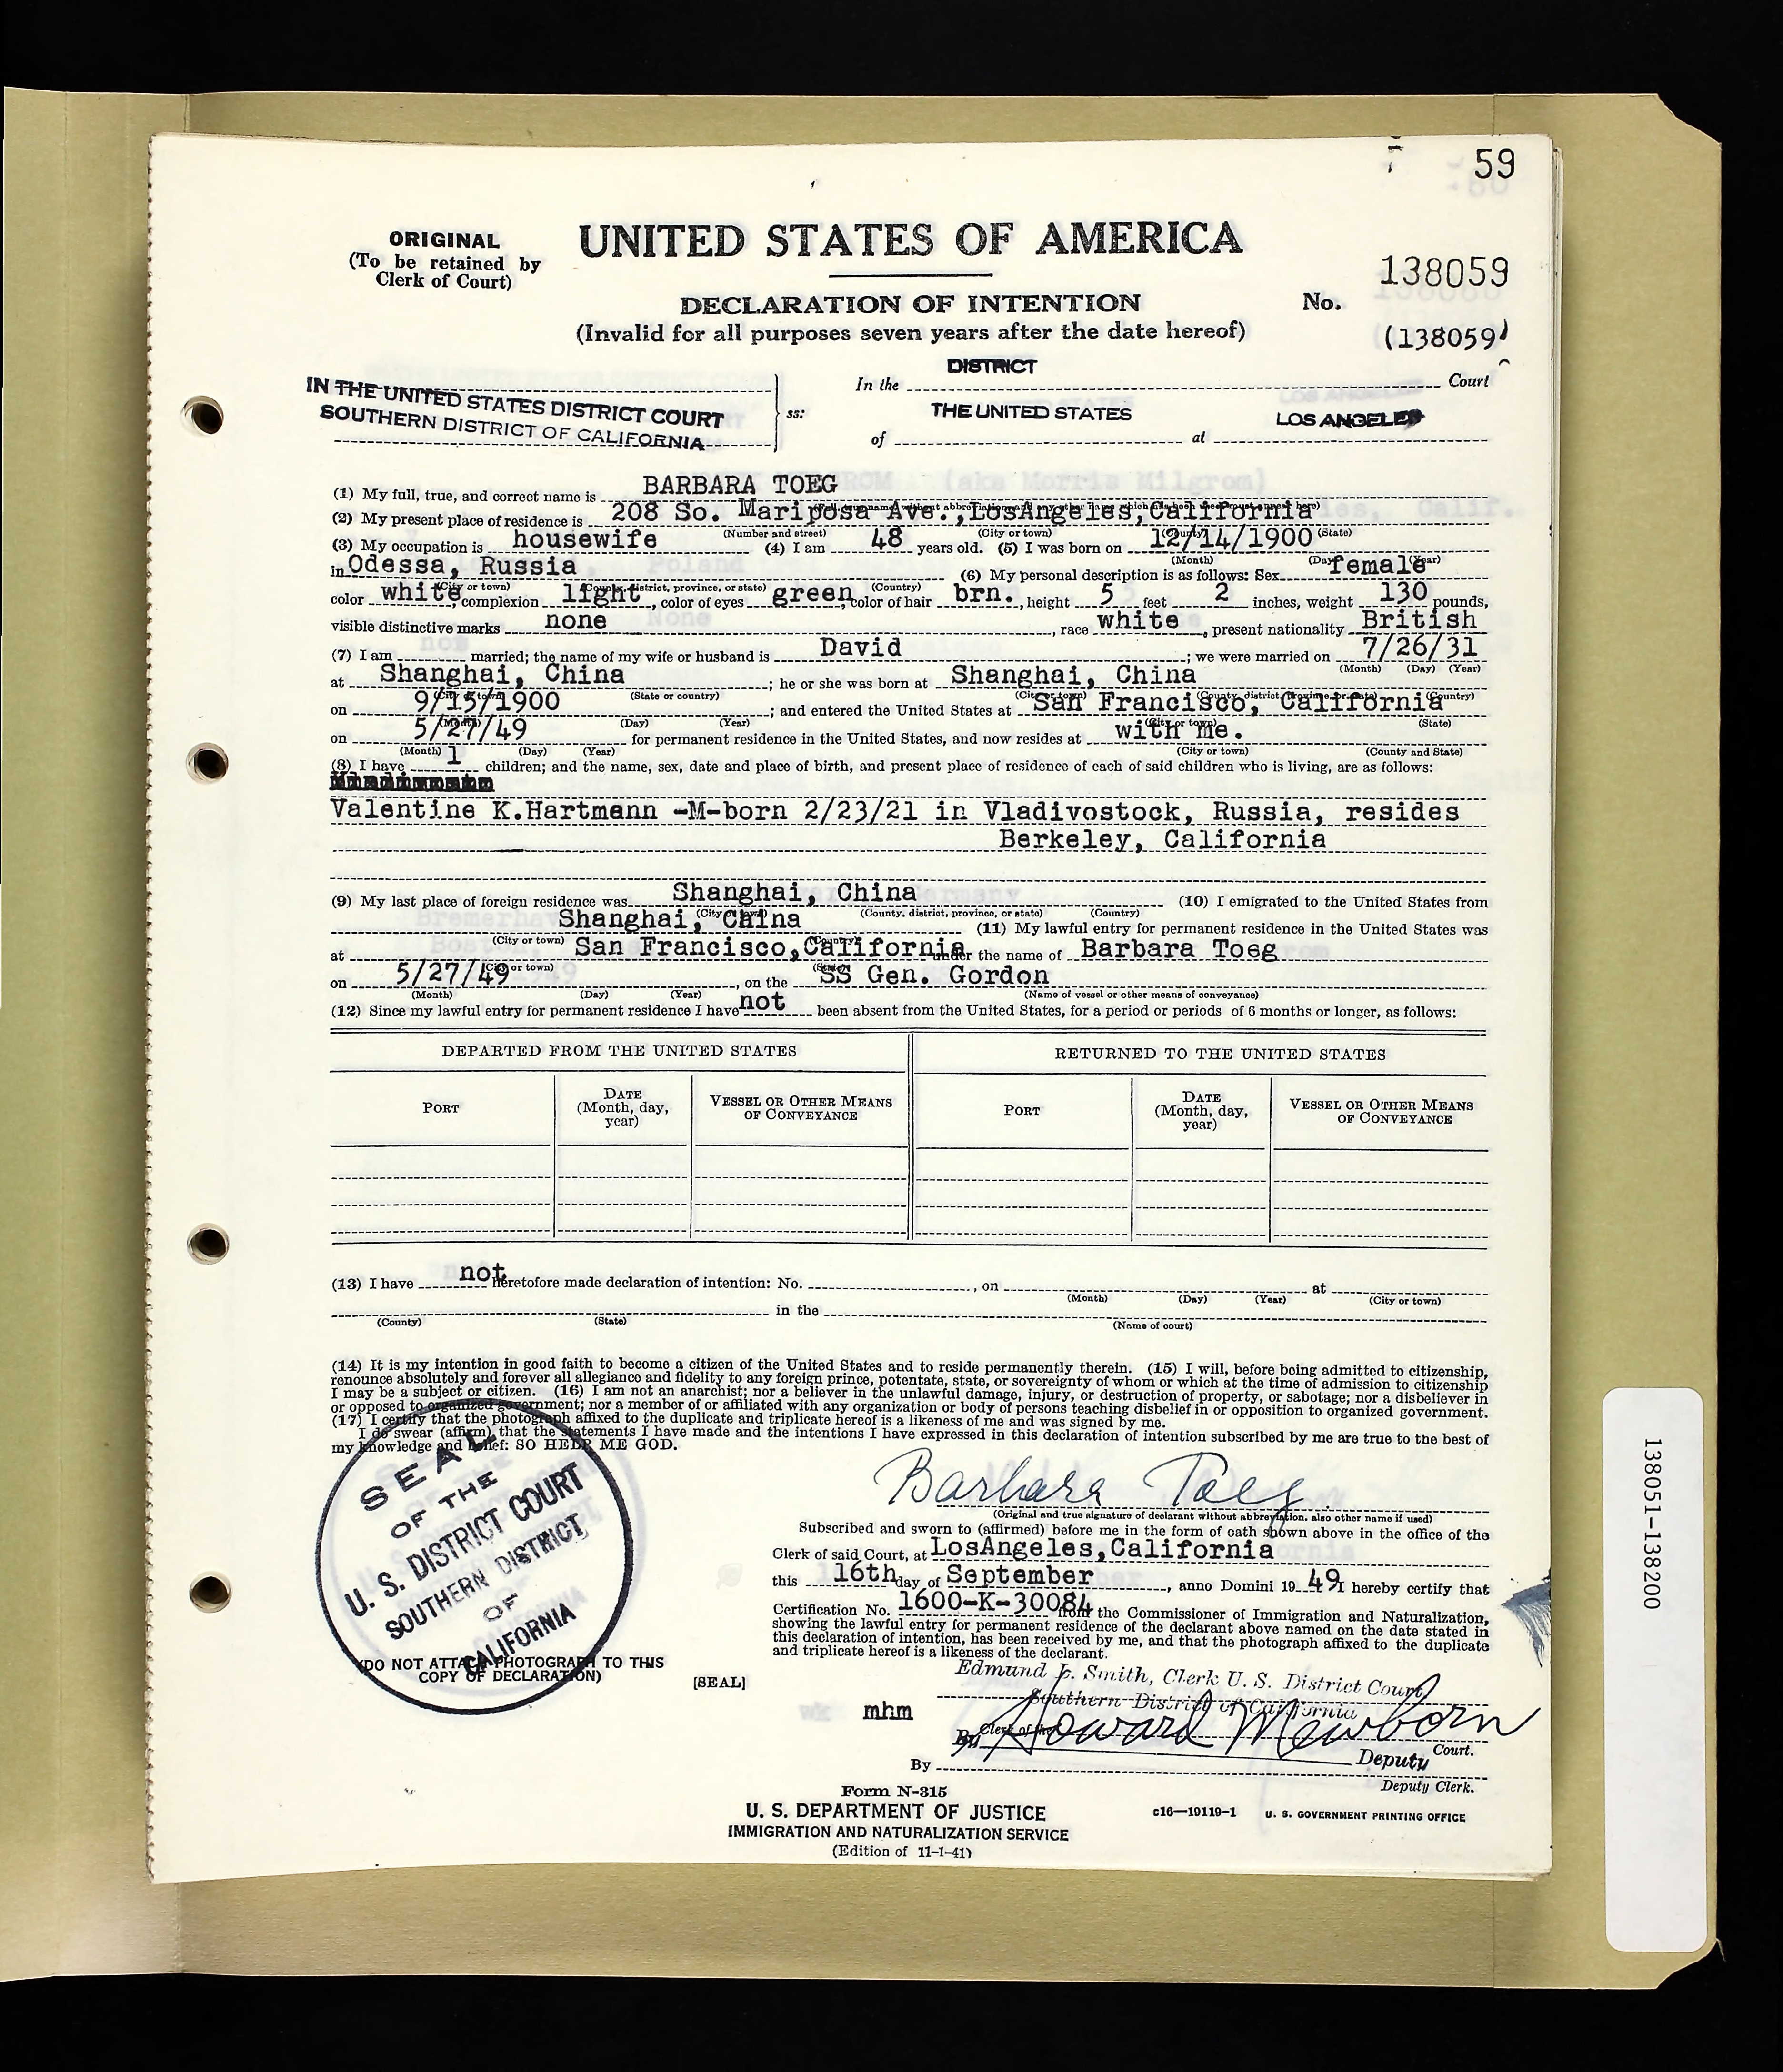 59
ORIGINAL
(To be retained by
Clerk of Court)
UNITED STATES OF AMERICA
138059
DECLARATION OF INTENTION
No.
(Invalid for all purposes seven years after the date hereof)
(138059)
IN THE UNITED STATES DISTRICT COURT
SOUTHERN DISTRICT OF CALIFORNIA
ss:
In the DISTRICT Court
of THE UNITED STATES at LOS ANGELES
(1) My full, true, and correct name is BARBARA TOEG
(2) My present place of residence is 208 So. Mariposa Ave.,LosAngeles,California
(Number and street) (City or town) (County) (State)
(3) My occupation is housewife (4) I am 48 years old. (5) I was born on 12/14/1900
(Month) (Day) (Year)
in Odessa, Russia (6) My personal description is as follows: Sex female
(City or town) (County, district, province, or state) (Country)
color white, complexion light, color of eyes green, color of hair brn., height 5 feet 2 inches, weight 130 pounds,
visible distinctive marks none, race white, present nationality British
(7) I am married; the name of my wife or husband is David; we were married on 7/26/31
(Month) (Day) (Year)
at Shanghai, China; he or she was born at Shanghai, China
(City or town) (State or country) (City or town) (County, district, province, or state) (Country)
on 9/15/1900; and entered the United States at San Francisco, California
(Month) (Day) (Year) (City or town) (State)
on 5/27/49 for permanent residence in the United States, and now resides at with me.
(Month) (Day) (Year) (City or town) (County and State)
(8) I have 1 children; and the name, sex, date and place of birth, and present place of residence of each of said children who is living, are as follows:
Valentine K.Hartmann -M-born 2/23/21 in Vladivostock, Russia, resides
Berkeley, California
(9) My last place of foreign residence was Shanghai, China (10) I emigrated to the United States from
(City or town) (County, district, province, or state) (Country)
Shanghai, China (11) My lawful entry for permanent residence in the United States was
(City or town) (Country)
at San Francisco,California under the name of Barbara Toeg
(City or town) (State)
on 5/27/49, on the SS Gen. Gordon
(Month) (Day) (Year) (Name of vessel or other means of conveyance)
(12) Since my lawful entry for permanent residence I have not been absent from the United States, for a period or periods of 6 months or longer, as follows:
DEPARTED FROM THE UNITED STATES RETURNED TO THE UNITED STATES
PORT DATE (Month, day, year) VESSEL OR OTHER MEANS OF CONVEYANCE PORT DATE (Month, day, year) VESSEL OR OTHER MEANS OF CONVEYANCE
(13) I have not heretofore made declaration of intention: No. , on at
(Month) (Day) (Year) (City or town)
in the
(County) (State) (Name of court)
(14) It is my intention in good faith to become a citizen of the United States and to reside permanently therein. (15) I will, before being admitted to citizenship,
renounce absolutely and forever all allegiance and fidelity to any foreign prince, potentate, state, or sovereignty of whom or which at the time of admission to citizenship
I may be a subject or citizen. (16) I am not an anarchist; nor a believer in the unlawful damage, injury, or destruction of property, or sabotage; nor a disbeliever in
or opposed to organized government; nor a member of or affiliated with any organization or body of persons teaching disbelief in or opposition to organized government.
(17) I certify that the photograph affixed to the duplicate and triplicate hereof is a likeness of me and was signed by me.
I do swear (affirm) that the statements I have made and the intentions I have expressed in this declaration of intention subscribed by me are true to the best of
my knowledge and belief: SO HELP ME GOD.
SEAL
OF THE
U. S. DISTRICT COURT
SOUTHERN DISTRICT
OF
CALIFORNIA
Barbara Toeg.
(Original and true signature of declarant without abbreviation, also other name if used)
Subscribed and sworn to (affirmed) before me in the form of oath shown above in the office of the
Clerk of said Court, at LosAngeles,California
this 16th day of September, anno Domini 19 49 I hereby certify that
Certification No. 1600-K-30084 from the Commissioner of Immigration and Naturalization,
showing the lawful entry for permanent residence of the declarant above named on the date stated in
this declaration of intention, has been received by me, and that the photograph affixed to the duplicate
and triplicate hereof is a likeness of the declarant.
(DO NOT ATTACH PHOTOGRAPH TO THIS
COPY OF DECLARATION)
[SEAL]
Edmund L. Smith, Clerk U. S. District Court
Southern District of California
mhm
Clerk of the Court.
By Howard Mewborn Deputy
By
Deputy Clerk.
Form N-315
U. S. DEPARTMENT OF JUSTICE
IMMIGRATION AND NATURALIZATION SERVICE
(Edition of 11-1-41)
c16—19119-1 U. S. GOVERNMENT PRINTING OFFICE
138051-138200